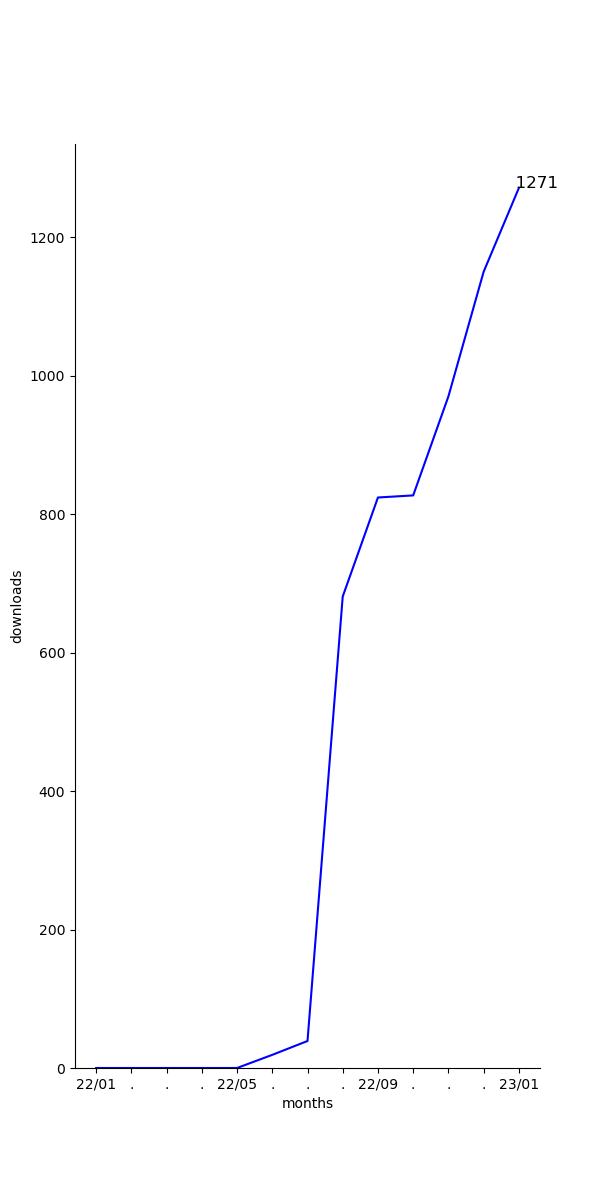 1271
1200
1000
800
600
400
200
0
downloads
22/01 . . . 22/05 . . . 22/09 . . . 23/01
months